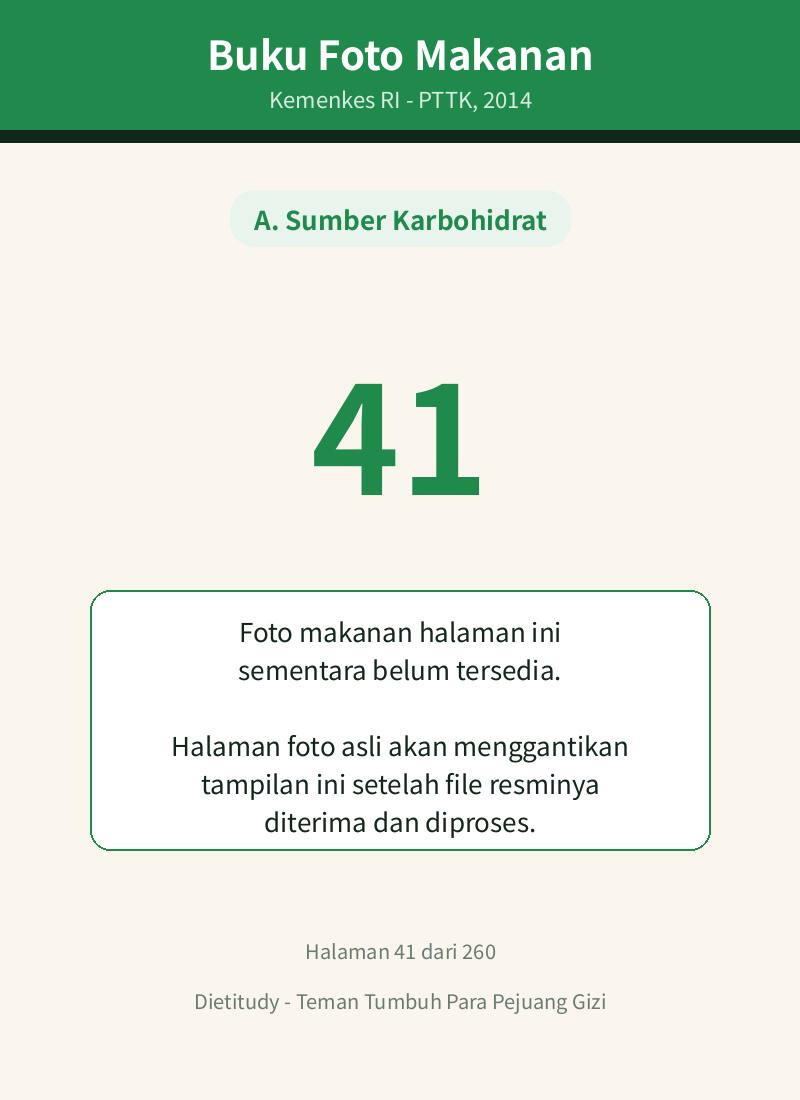 Buku Foto Makanan
Kemenkes RI - PTTK, 2014
A. Sumber Karbohidrat
41
Foto makanan halaman ini
sementara belum tersedia.
Halaman foto asli akan menggantikan
tampilan ini setelah file resminya
diterima dan diproses.
Halaman 41 dari 260
Dietitudy - Teman Tumbuh Para Pejuang Gizi